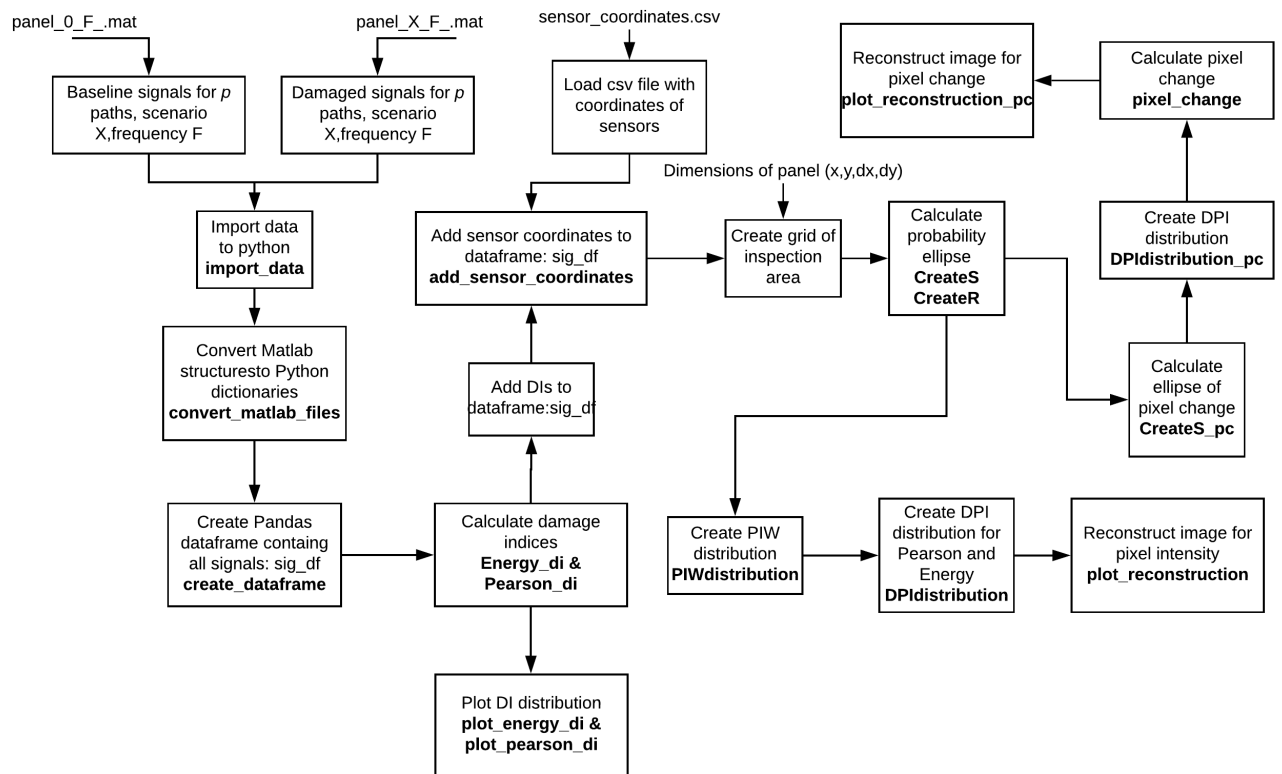 panel_0_F_.mat
panel_X_F_.mat
sensor_coordinates.csv
Baseline signals for p
paths, scenario
X,frequency F
Damaged signals for p
paths, scenario
X,frequency F
Load csv file with
coordinates of
sensors
Reconstruct image for
pixel change
plot_reconstruction_pc
Calculate pixel
change
pixel_change
Dimensions of panel (x,y,dx,dy)
Import data
to python
import_data
Add sensor coordinates to
dataframe: sig_df
add_sensor_coordinates
Create grid of
inspection
area
Calculate
probability
ellipse
CreateS
CreateR
Create DPI
distribution
DPIdistribution_pc
Convert Matlab
structuresto Python
dictionaries
convert_matlab_files
Add DIs to
dataframe:sig_df
Calculate
ellipse of
pixel change
CreateS_pc
Create Pandas
dataframe containg
all signals: sig_df
create_dataframe
Calculate damage
indices
Energy_di &
Pearson_di
Create PIW
distribution
PIWdistribution
Create DPI
distribution for
Pearson and
Energy
DPIdistribution
Reconstruct image for
pixel intensity
plot_reconstruction
Plot DI distribution
plot_energy_di &
plot_pearson_di